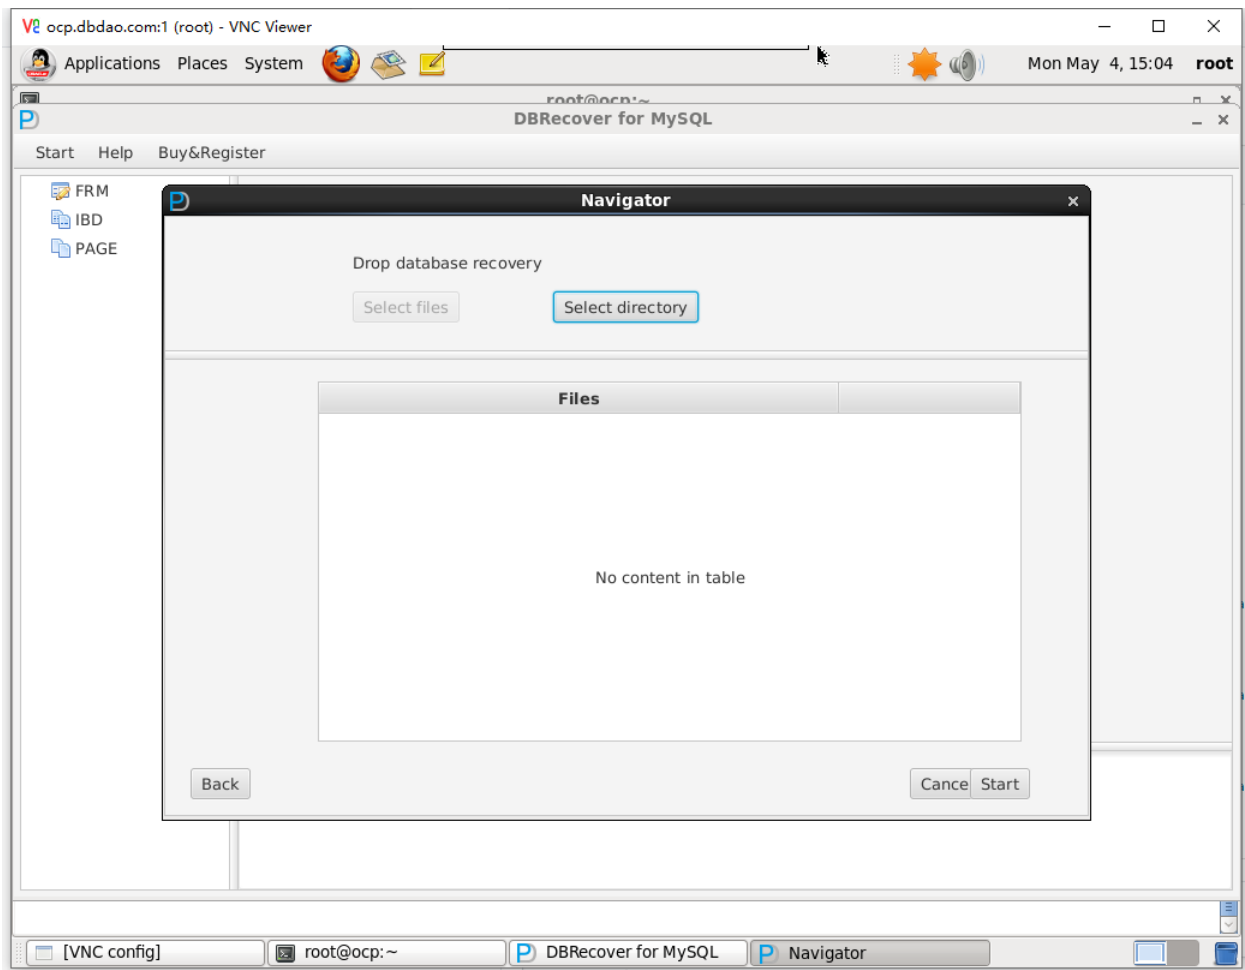 ocp.dbdao.com:1 (root) - VNC Viewer
Applications Places System Mon May 4, 15:04 root
root@ocp:~
DBRecover for MySQL
Start Help Buy&Register
FRM
IBD
PAGE
Navigator
Drop database recovery
Select files Select directory
Files
No content in table
Back Cance Start
[VNC config] root@ocp:~ DBRecover for MySQL Navigator